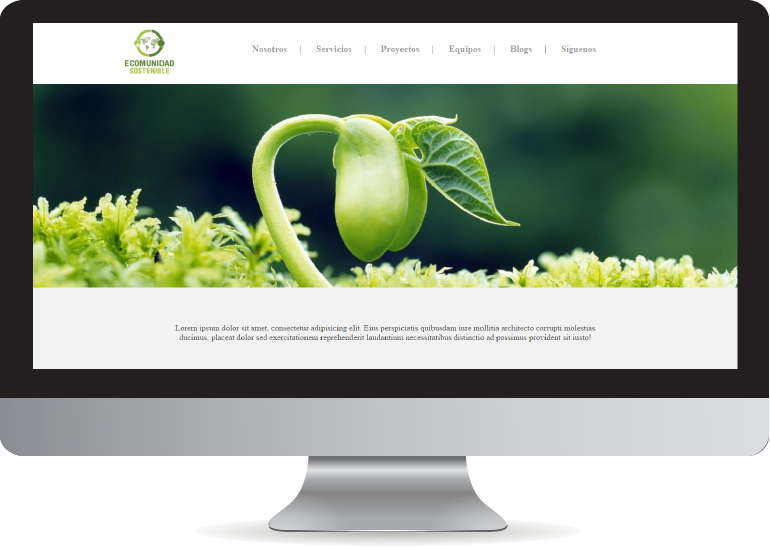 ECOMUNIDAD
SOSTENIBLE
Nosotros | Servicios | Proyectos | Equipos | Blogs | Síguenos
Lorem ipsum dolor sit amet, consectetur adipisicing elit. Eius perspiciatis quibusdam iure mollitia architecto corrupti molestias
ducimus, placeat dolor sed exercitationem reprehenderit laudantium necessitatibus distinctio ad possimus provident sit iusto!